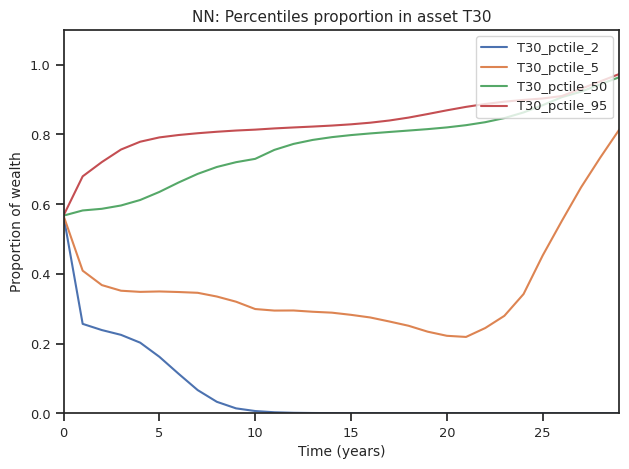 NN: Percentiles proportion in asset T30
T30_pctile_2
T30_pctile_5
T30_pctile_50
T30_pctile_95
Proportion of wealth
1.0
0.8
0.6
0.4
0.2
0.0
0 5 10 15 20 25
Time (years)